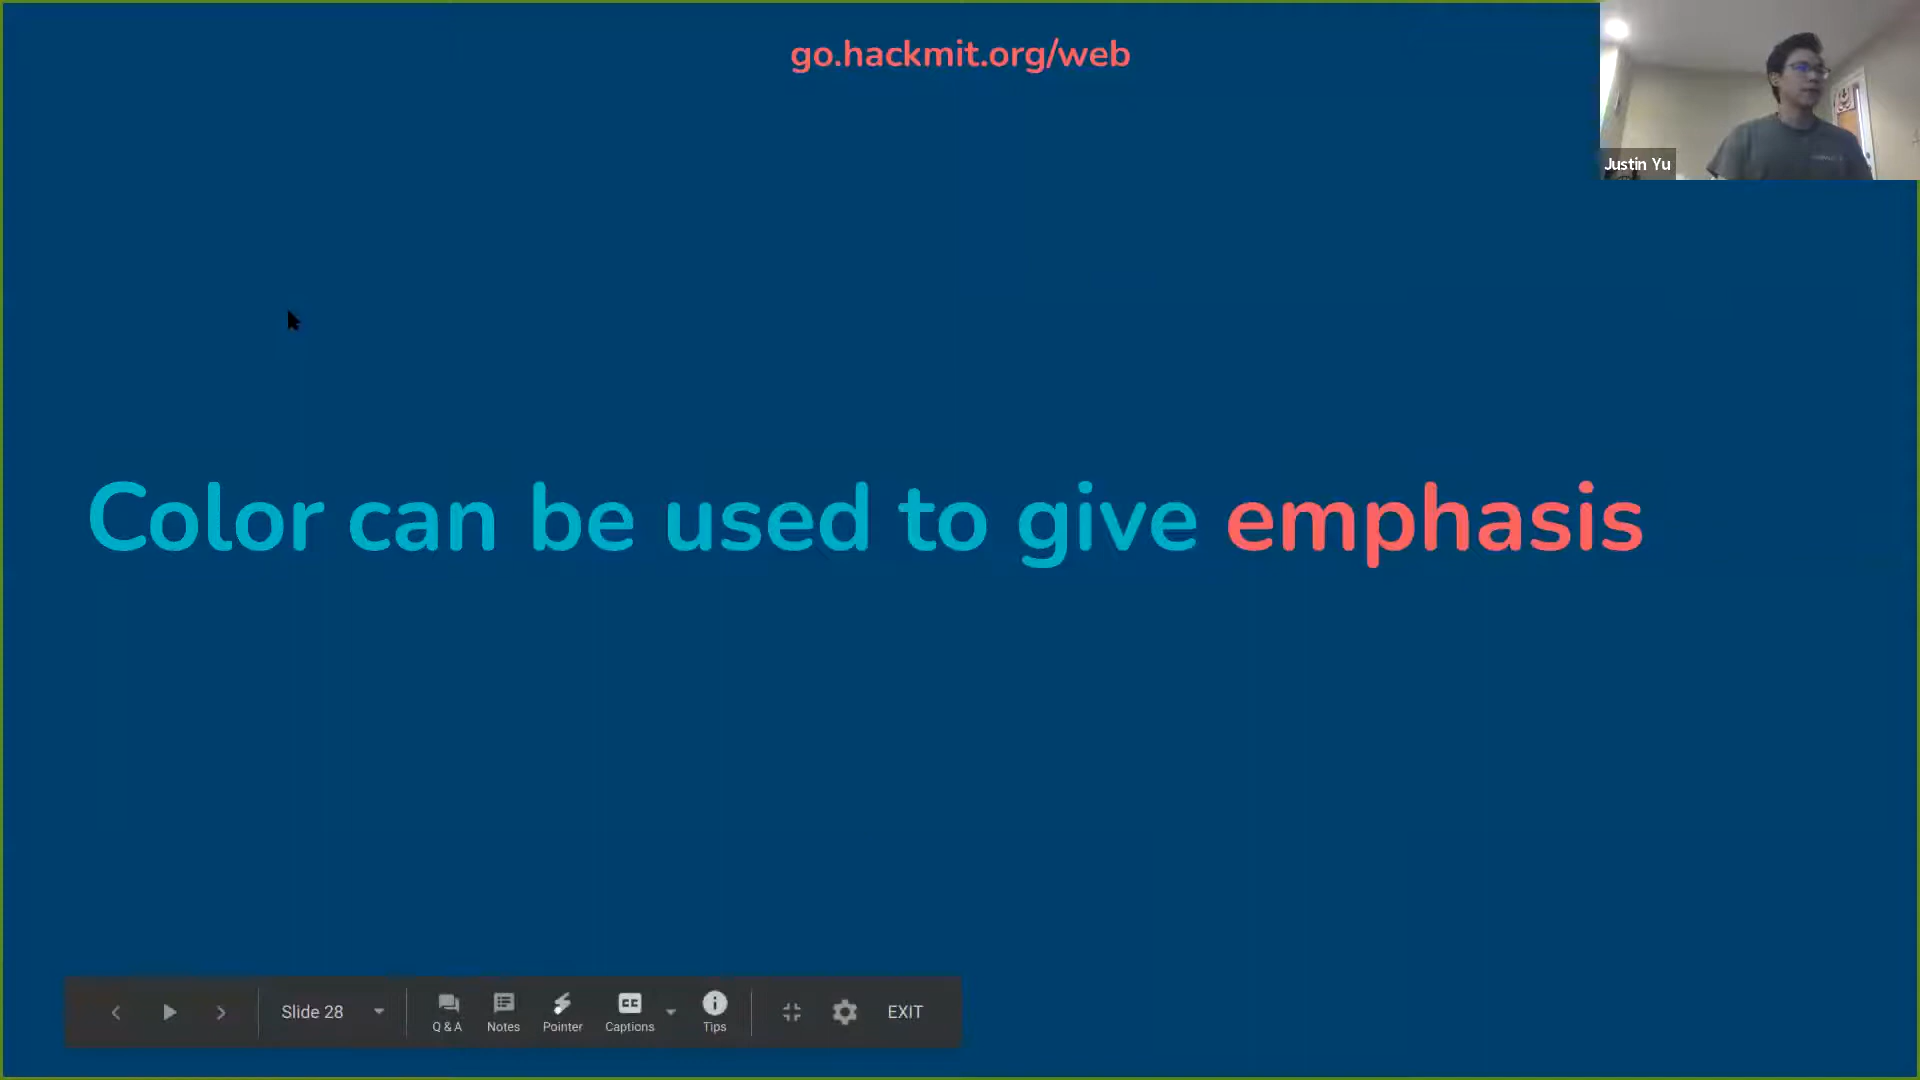 go.hackmit.org/web
Justin Yu
Color can be used to give emphasis
Slide 28
Q & A
Notes
Pointer
CC
Captions
Tips
EXIT